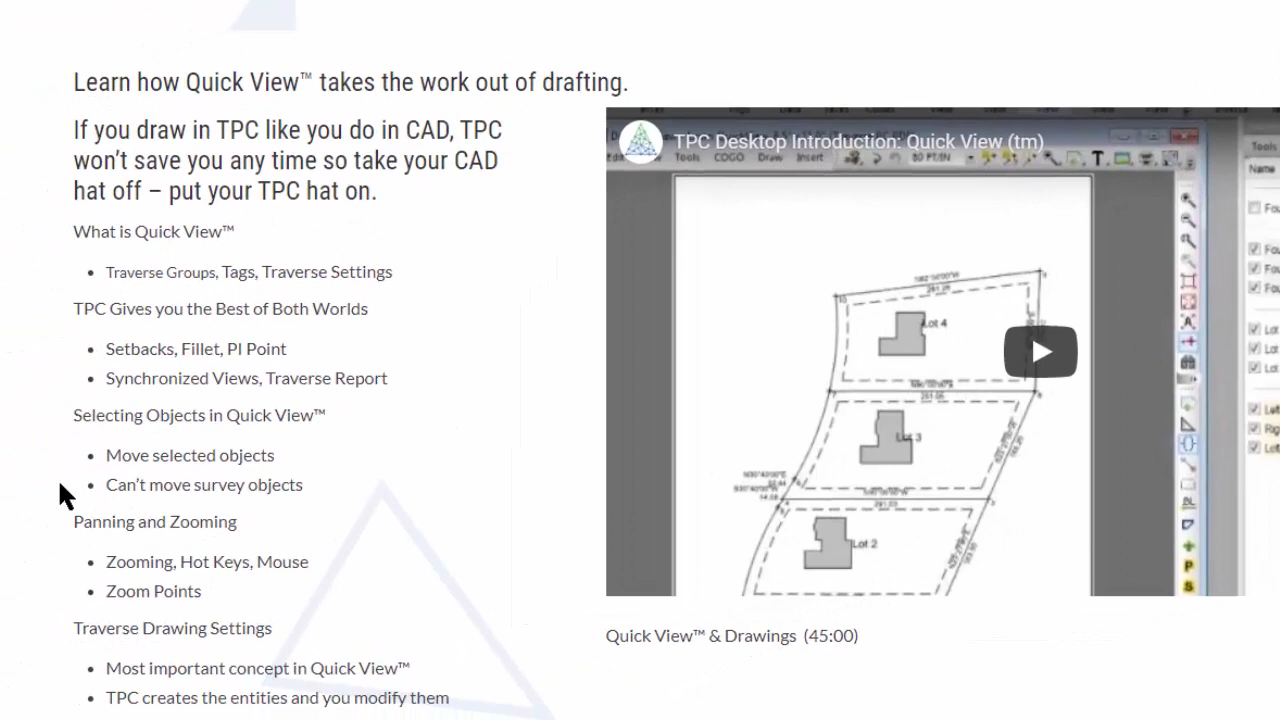 Learn how Quick View™ takes the work out of drafting.
If you draw in TPC like you do in CAD, TPC
won't save you any time so take your CAD
hat off – put your TPC hat on.
What is Quick View™
• Traverse Groups, Tags, Traverse Settings
TPC Gives you the Best of Both Worlds
• Setbacks, Fillet, PI Point
• Synchronized Views, Traverse Report
Selecting Objects in Quick View™
• Move selected objects
• Can't move survey objects
Panning and Zooming
• Zooming, Hot Keys, Mouse
• Zoom Points
Traverse Drawing Settings
• Most important concept in Quick View™
• TPC creates the entities and you modify them
TPC Desktop Introduction: Quick View (tm)
Tools COGO Draw Insert 80 PT/IN
Tools
Name
Lot 4
Lot 3
Lot 2
Quick View™ & Drawings (45:00)